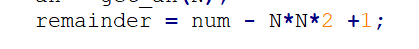 remainder = num - N*N*2 +1;